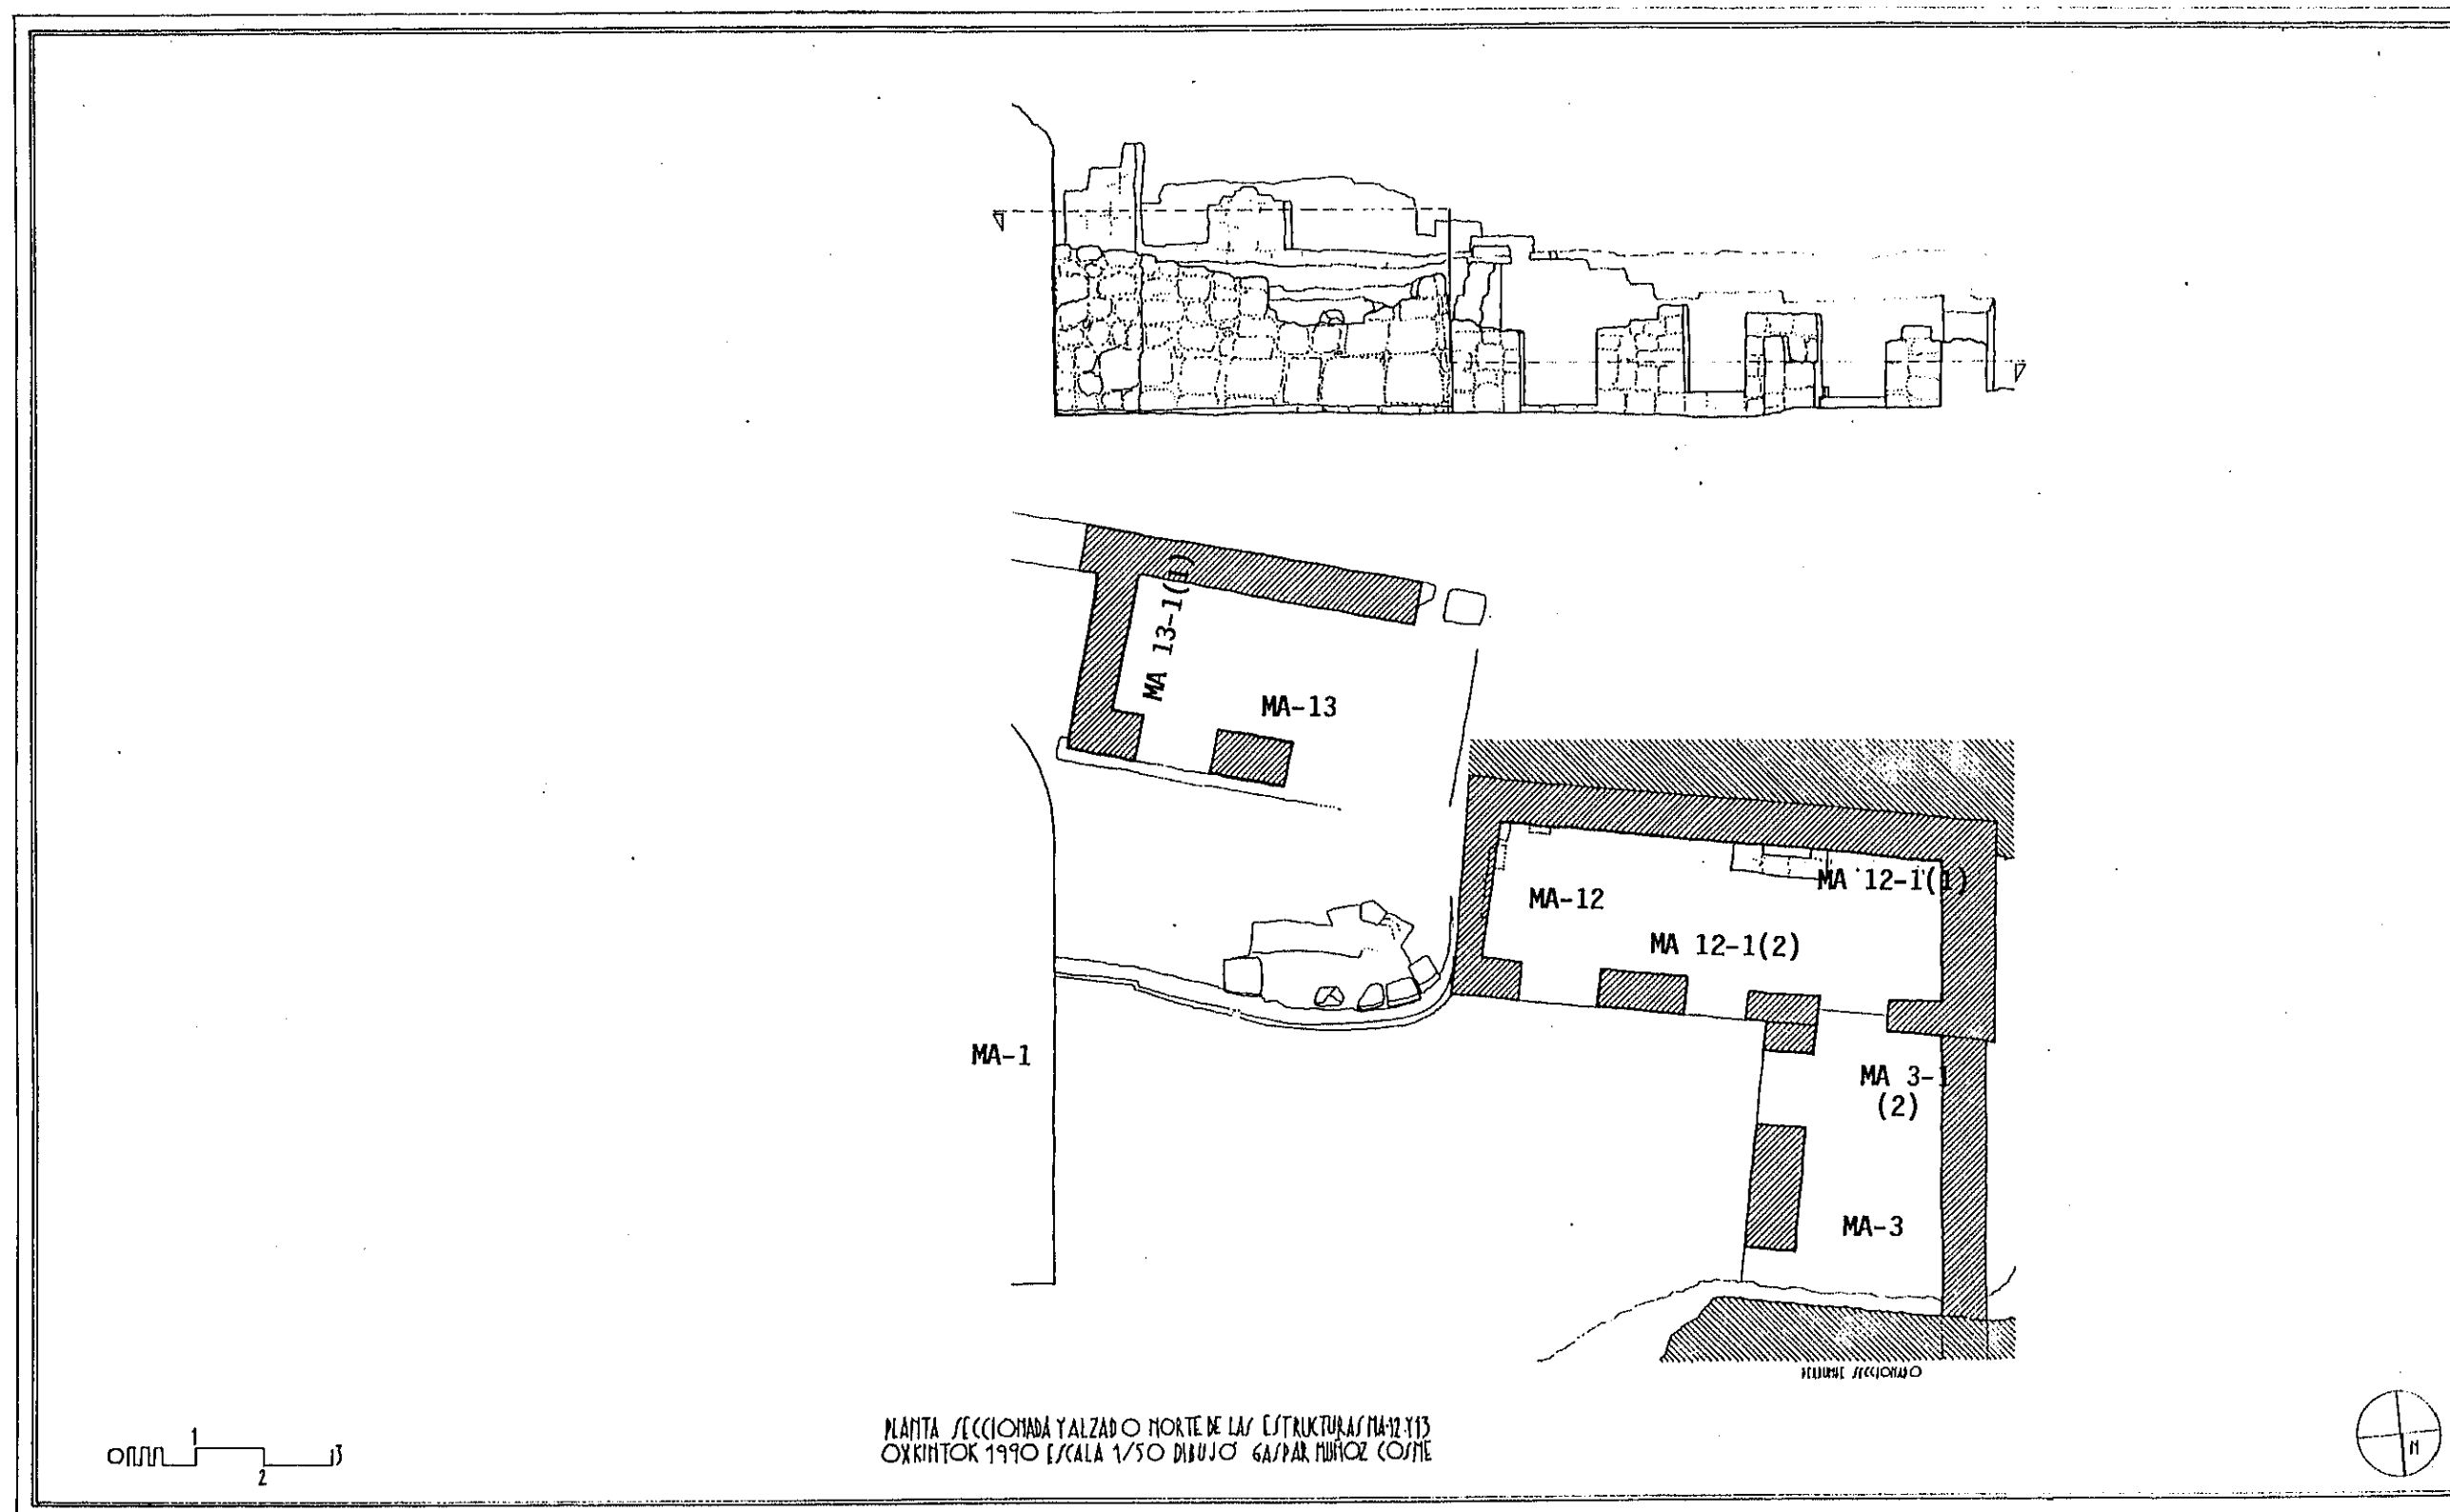 MA 13-1(1)
MA-13
MA-12
MA 12-1(1)
MA 12-1(2)
MA-1
MA 3-1
(2)
MA-3
SECCIONADO
PLANTA SECCIONADA Y ALZADO NORTE DE LAS ESTRUCTURAS MA-12 Y 13
OXKINTOK 1990 ESCALA 1/50 DIBUJO GASPAR MUÑOZ COSME
0 1 2 3
N